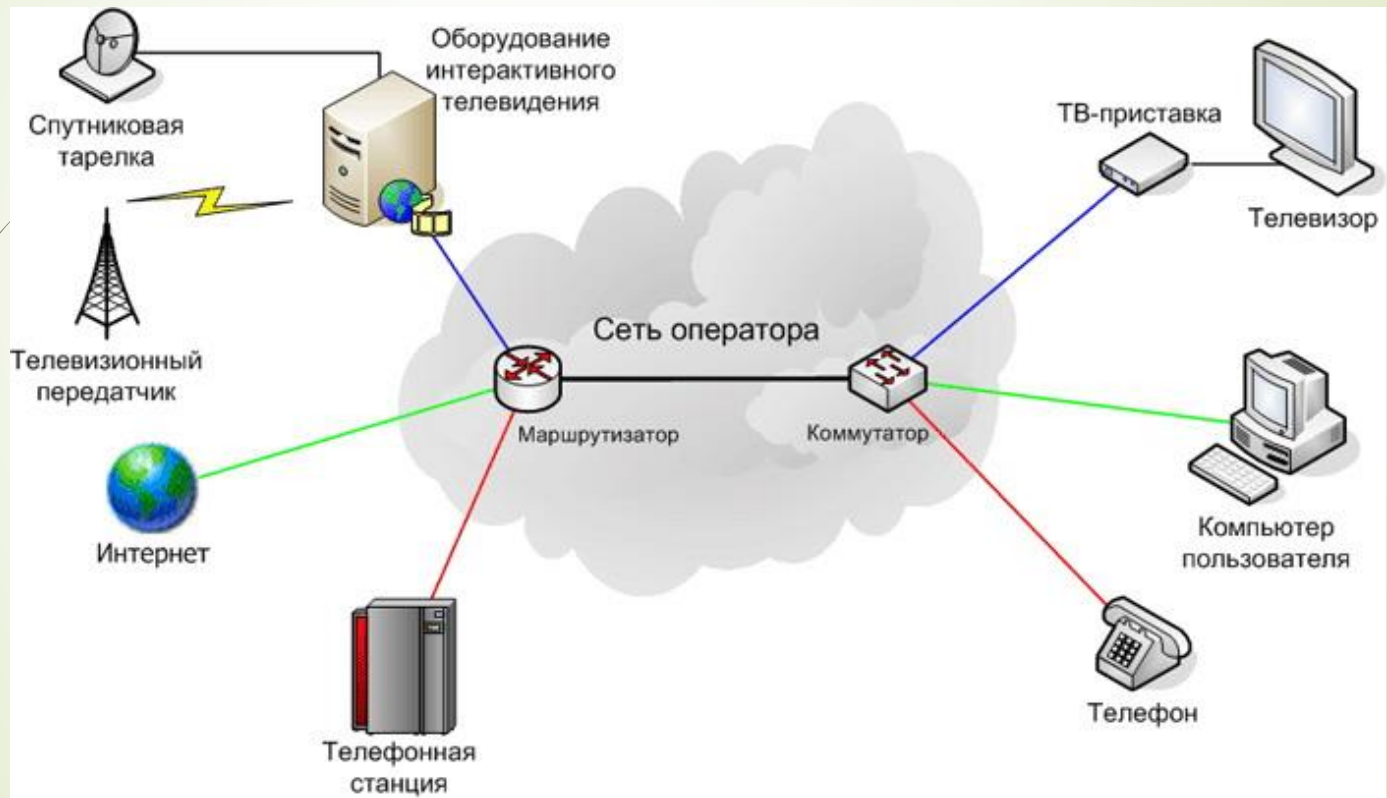 Оборудование
интерактивного
телевидения
Спутниковая
тарелка
ТВ-приставка
Телевизор
Телевизионный
передатчик
Сеть оператора
Маршрутизатор
Коммутатор
Интернет
Компьютер
пользователя
Телефон
Телефонная
станция